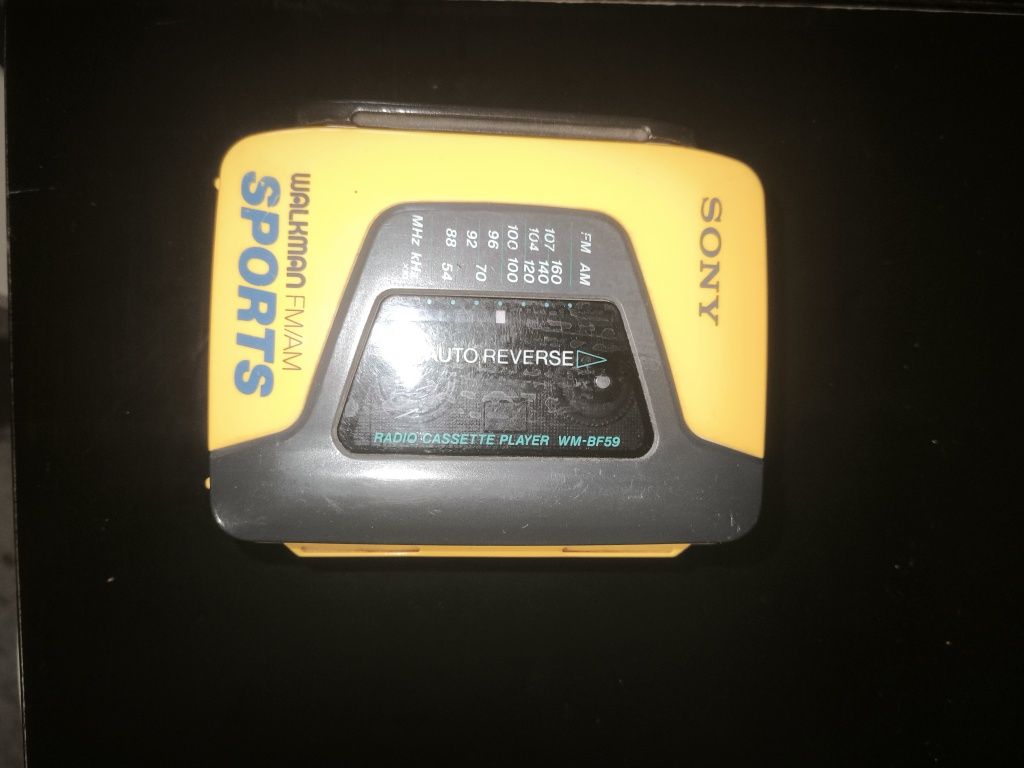 SONY
WALKMAN FM/AM
SPORTS
FM AM
107 160
140
104 120
100 100
96
92 70
88 54
MHz kHz
AUTO REVERSE
RADIO CASSETTE PLAYER WM-BF59